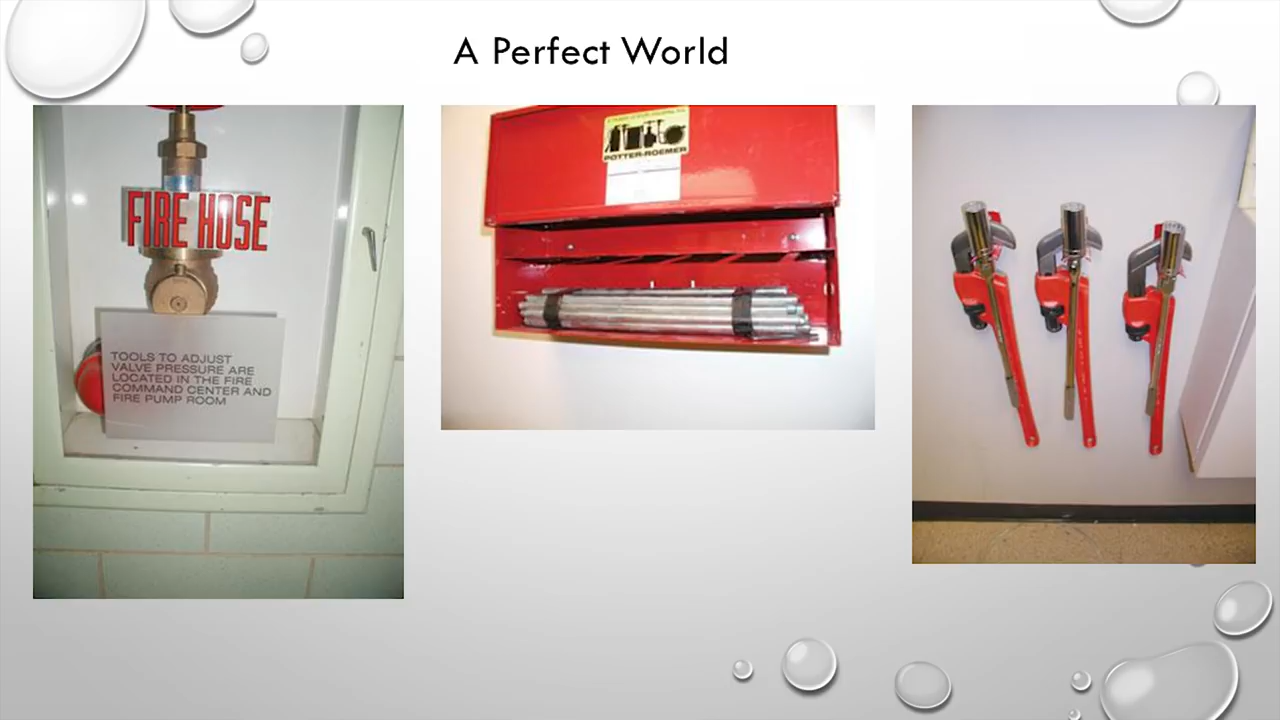 A Perfect World
FIRE HOSE
TOOLS TO ADJUST
VALVE PRESSURE ARE
LOCATED IN THE FIRE
COMMAND CENTER AND
FIRE PUMP ROOM
POTTER-ROEMER